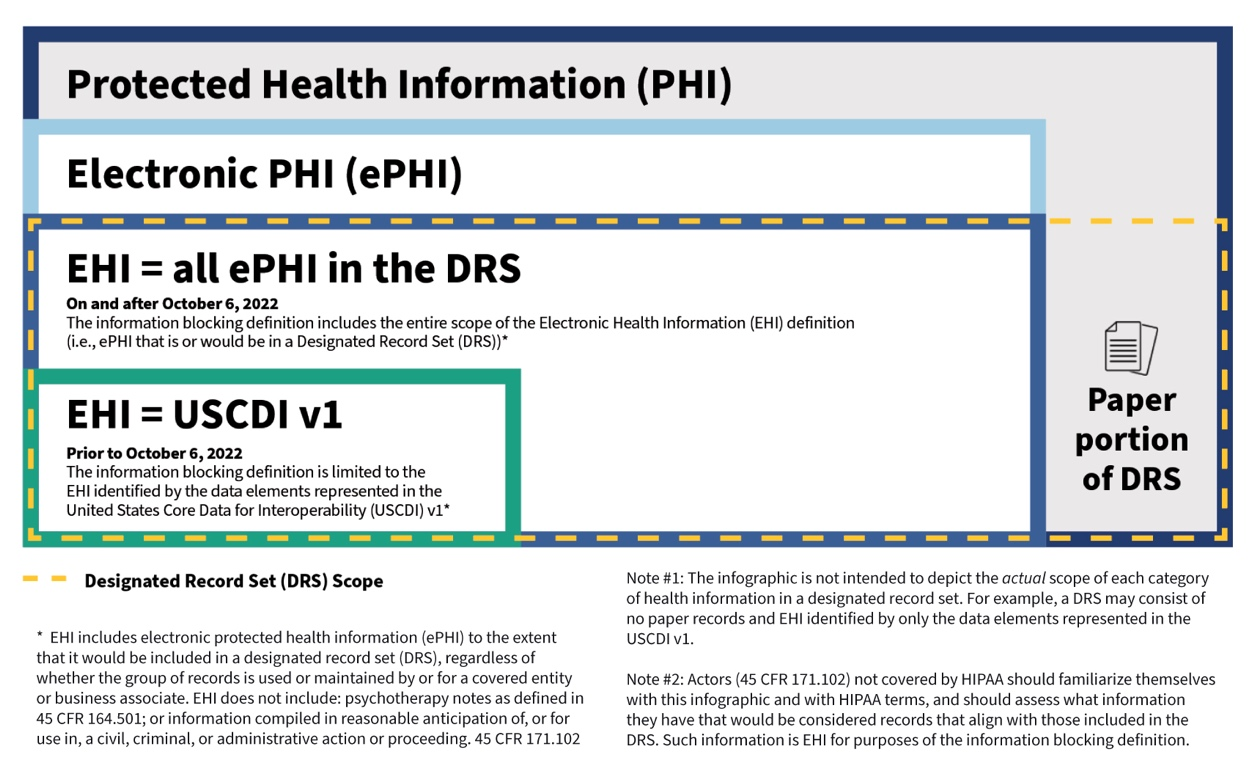 Protected Health Information (PHI)
Electronic PHI (ePHI)
EHI = all ePHI in the DRS
On and after October 6, 2022
The information blocking definition includes the entire scope of the Electronic Health Information (EHI) definition
(i.e., ePHI that is or would be in a Designated Record Set (DRS))*
EHI = USCDI v1
Prior to October 6, 2022
The information blocking definition is limited to the
EHI identified by the data elements represented in the
United States Core Data for Interoperability (USCDI) v1*
Paper
portion
of DRS
Designated Record Set (DRS) Scope
* EHI includes electronic protected health information (ePHI) to the extent
that it would be included in a designated record set (DRS), regardless of
whether the group of records is used or maintained by or for a covered entity
or business associate. EHI does not include: psychotherapy notes as defined in
45 CFR 164.501; or information compiled in reasonable anticipation of, or for
use in, a civil, criminal, or administrative action or proceeding. 45 CFR 171.102
Note #1: The infographic is not intended to depict the actual scope of each category
of health information in a designated record set. For example, a DRS may consist of
no paper records and EHI identified by only the data elements represented in the
USCDI v1.
Note #2: Actors (45 CFR 171.102) not covered by HIPAA should familiarize themselves
with this infographic and with HIPAA terms, and should assess what information
they have that would be considered records that align with those included in the
DRS. Such information is EHI for purposes of the information blocking definition.